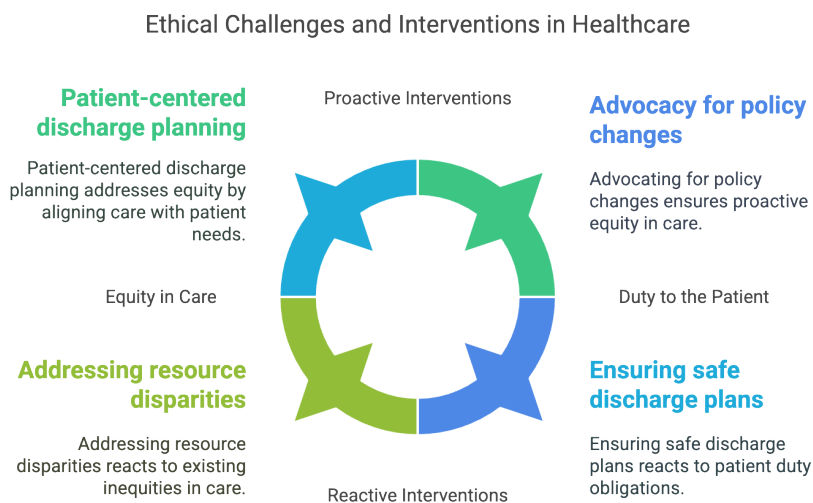 Ethical Challenges and Interventions in Healthcare
Patient-centered
discharge planning
Patient-centered discharge
planning addresses equity by
aligning care with patient
needs.
Proactive Interventions
Advocacy for policy
changes
Advocating for policy
changes ensures proactive
equity in care.
Equity in Care
Duty to the Patient
Addressing resource
disparities
Addressing resource
disparities reacts to existing
inequities in care.
Ensuring safe
discharge plans
Ensuring safe discharge
plans reacts to patient duty
obligations.
Reactive Interventions